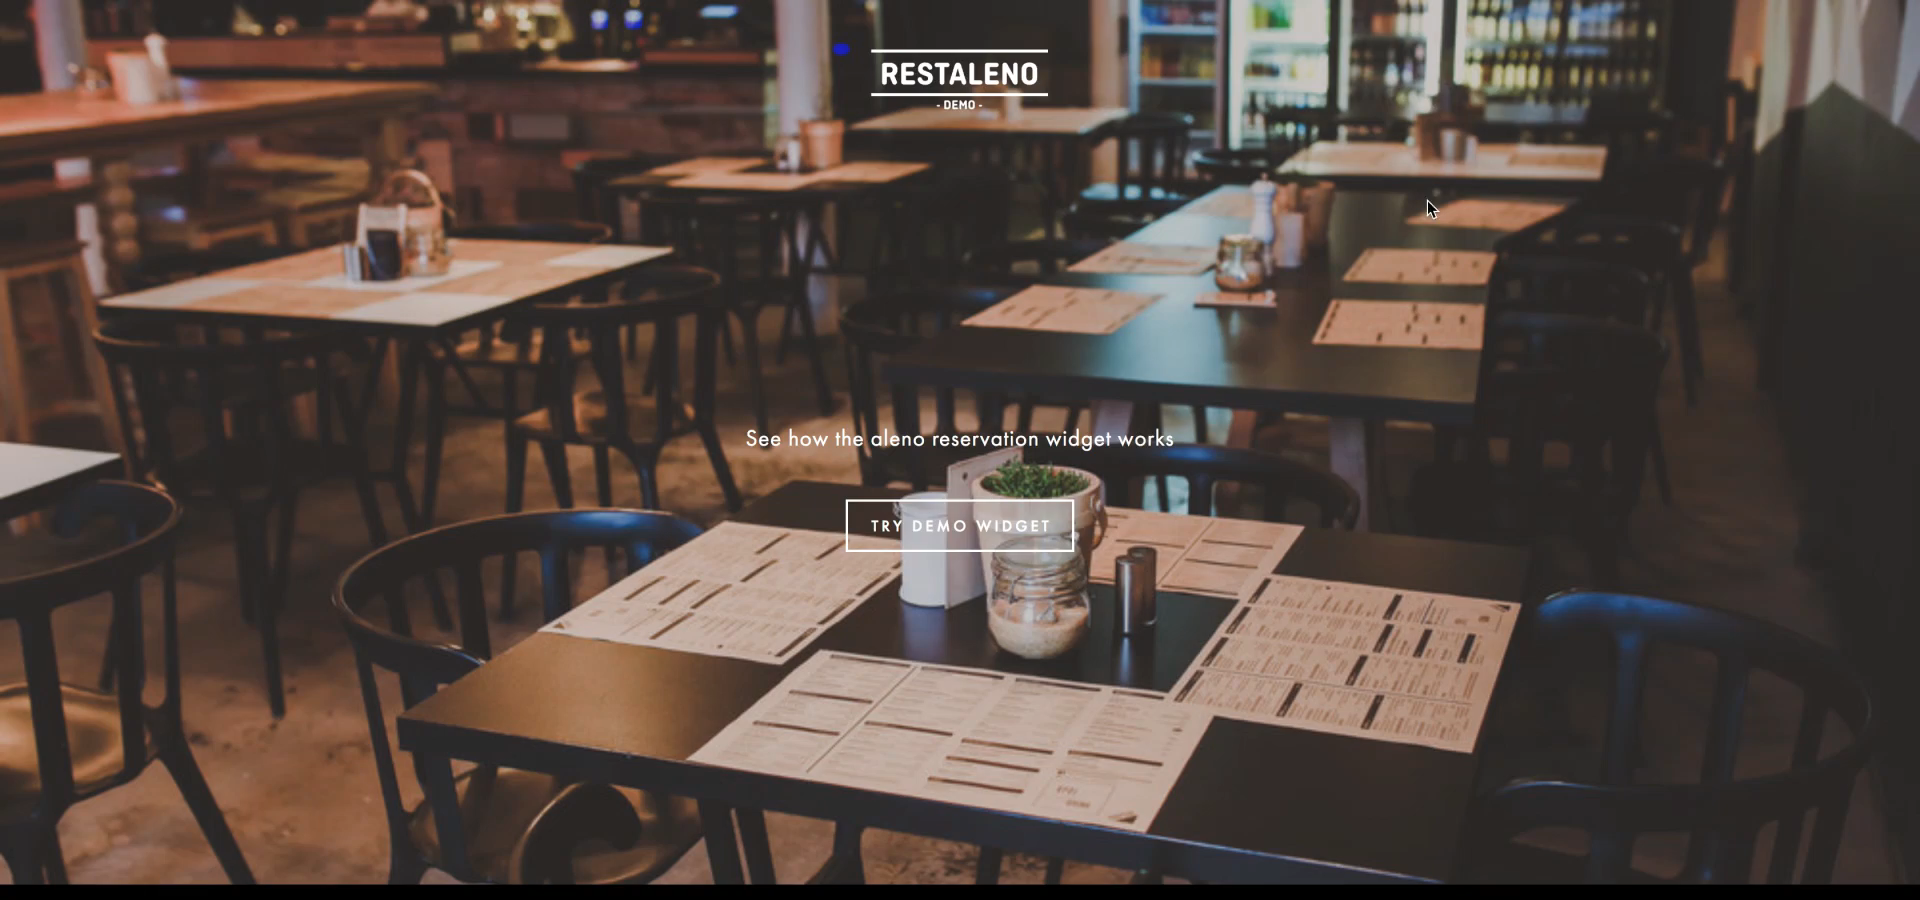 RESTALENO
- DEMO -
See how the aleno reservation widget works
TRY DEMO WIDGET